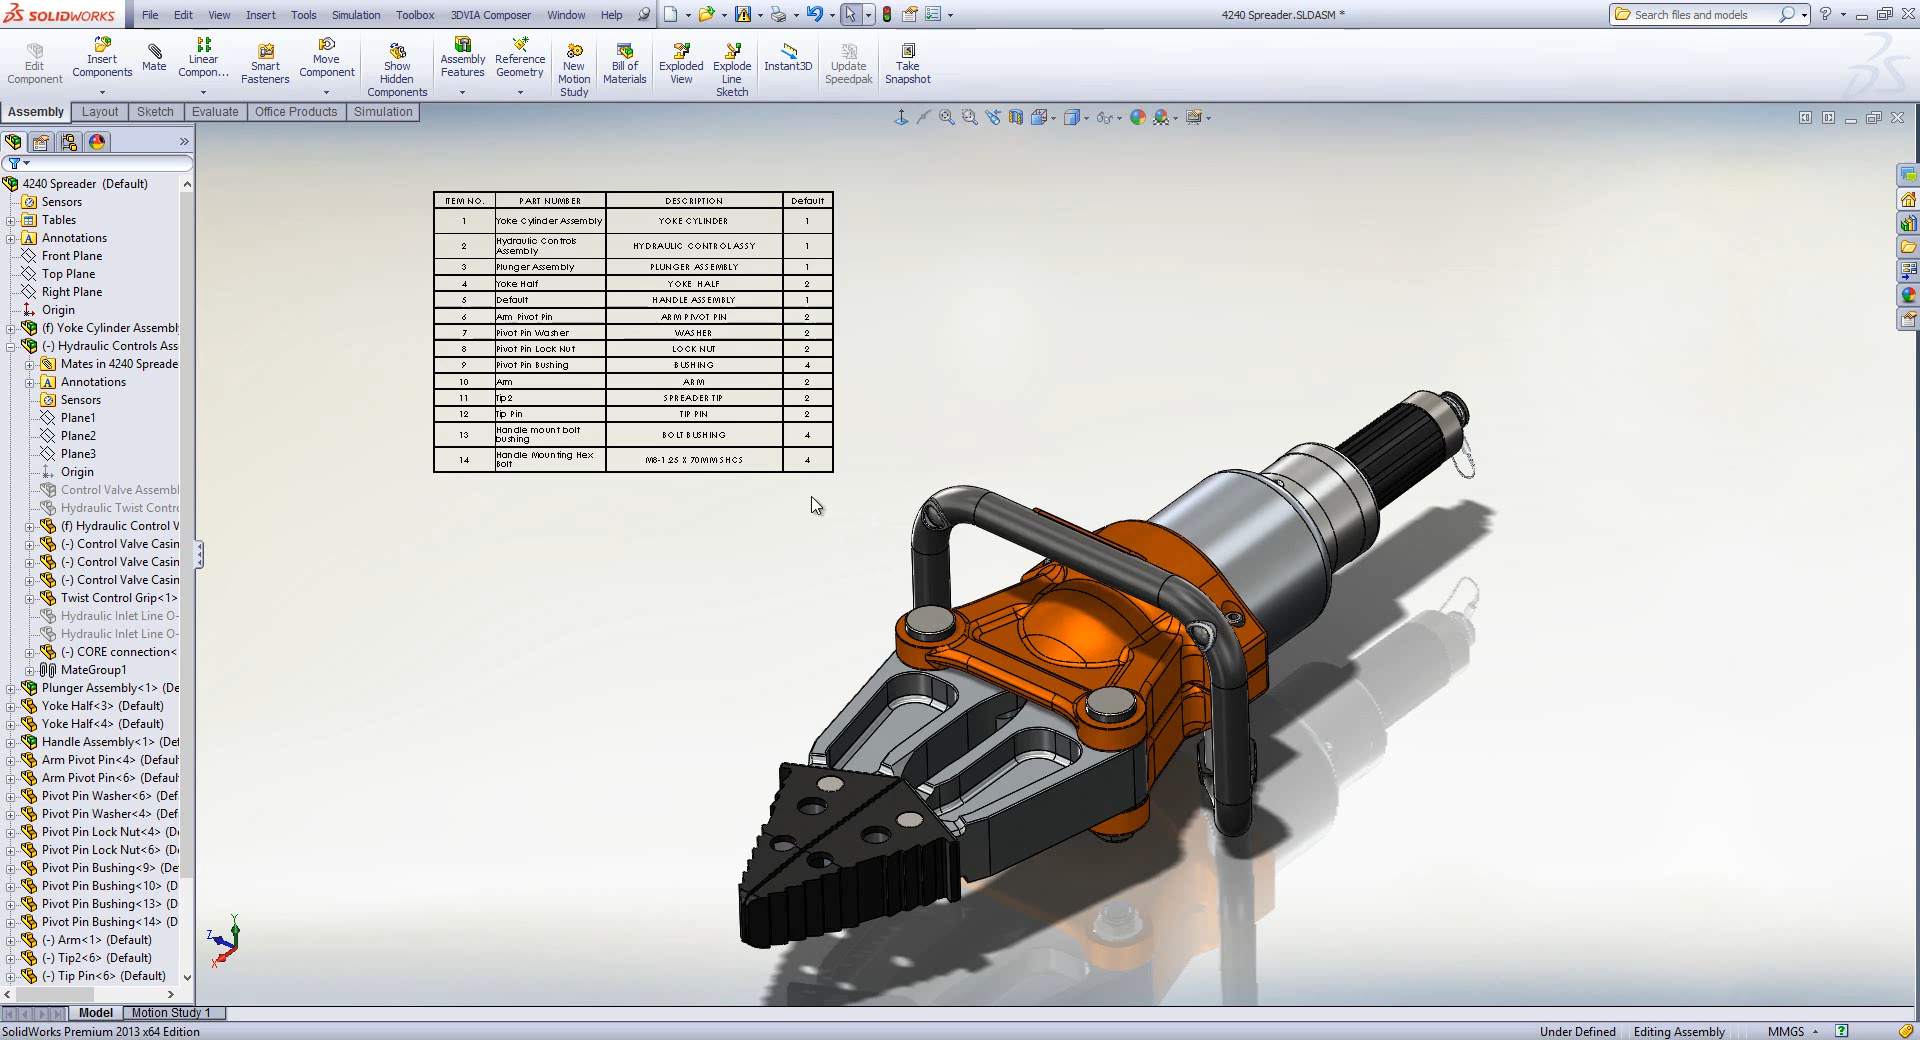 SOLIDWORKS File Edit View Insert Tools Simulation Toolbox 3DVIA Composer Window Help 4240 Spreader.SLDASM * Search files and models
Edit Component
Insert Components
Mate
Linear Compon...
Smart Fasteners
Move Component
Show Hidden Components
Assembly Features
Reference Geometry
New Motion Study
Bill of Materials
Exploded View
Explode Line Sketch
Instant3D
Update Speedpak
Take Snapshot
Assembly Layout Sketch Evaluate Office Products Simulation
4240 Spreader (Default)
Sensors
Tables
Annotations
Front Plane
Top Plane
Right Plane
Origin
(f) Yoke Cylinder Assembl
(-) Hydraulic Controls Ass
Mates in 4240 Spreade
Annotations
Sensors
Plane1
Plane2
Plane3
Origin
Control Valve Assembl
Hydraulic Twist Contr
(f) Hydraulic Control V
(-) Control Valve Casin
(-) Control Valve Casin
(-) Control Valve Casin
Twist Control Grip<1>
Hydraulic Inlet Line O-
Hydraulic Inlet Line O-
(-) CORE connection<
MateGroup1
Plunger Assembly<1> (De
Yoke Half<3> (Default)
Yoke Half<4> (Default)
Handle Assembly<1> (Def
Arm Pivot Pin<4> (Defaul
Arm Pivot Pin<6> (Defaul
Pivot Pin Washer<6> (Def
Pivot Pin Washer<4> (Def
Pivot Pin Lock Nut<4> (D
Pivot Pin Lock Nut<6> (D
Pivot Pin Bushing<9> (De
Pivot Pin Bushing<10> (D
Pivot Pin Bushing<13> (D
Pivot Pin Bushing<14> (D
(-) Arm<1> (Default)
(-) Tip2<6> (Default)
(-) Tip Pin<6> (Default)
ITEM NO. PART NUMBER DESCRIPTION Default
1 Yoke Cylinder Assembly YOKE CYLINDER 1
2 Hydraulic Controls Assembly HYDRAULIC CONTROL ASSY 1
3 Plunger Assembly PLUNGER ASSEMBLY 1
4 Yoke Half YOKE HALF 2
5 Default HANDLE ASSEMBLY 1
6 Arm Pivot Pin ARM PIVOT PIN 2
7 Pivot Pin Washer WASHER 2
8 Pivot Pin Lock Nut LOCK NUT 2
9 Pivot Pin Bushing BUSHING 4
10 Arm ARM 2
11 Tip2 SPREADER TIP 2
12 Tip Pin TIP PIN 2
13 Handle mount bolt bushing BOLT BUSHING 4
14 Handle Mounting Hex Bolt M8-1.25 X 70MM SHCS 4
Y
Z
X
Model Motion Study 1
SolidWorks Premium 2013 x64 Edition Under Defined Editing Assembly MMGS